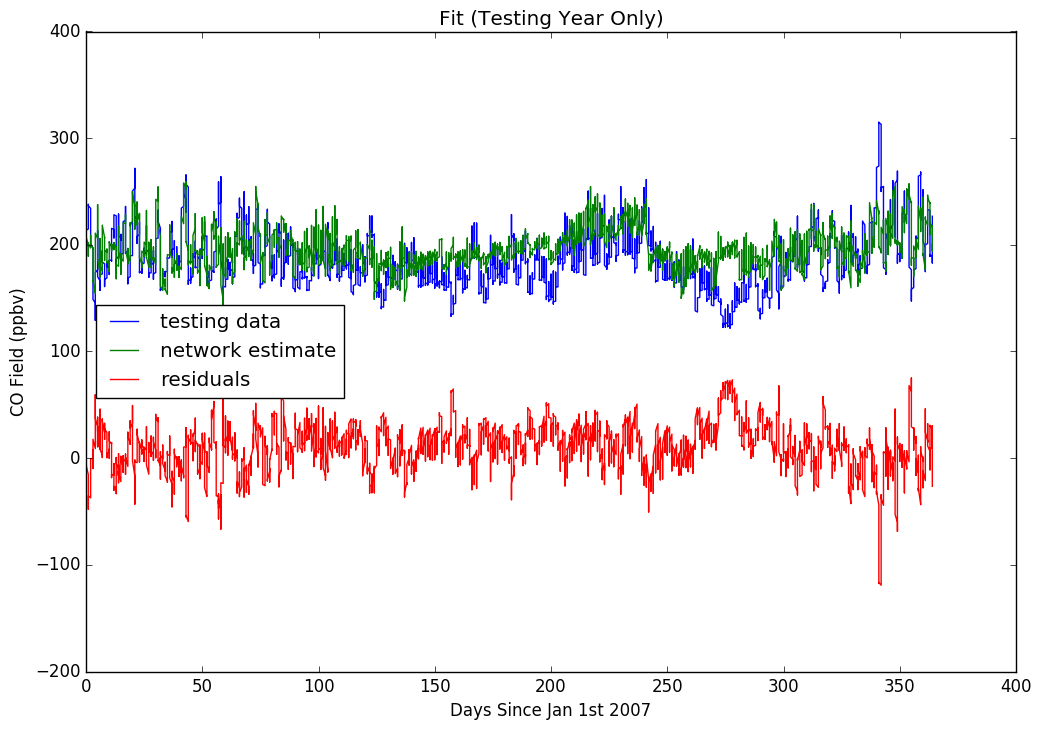 Fit (Testing Year Only)
400
300
200
100
0
−100
−200
CO Field (ppbv)
testing data
network estimate
residuals
0 50 100 150 200 250 300 350 400
Days Since Jan 1st 2007